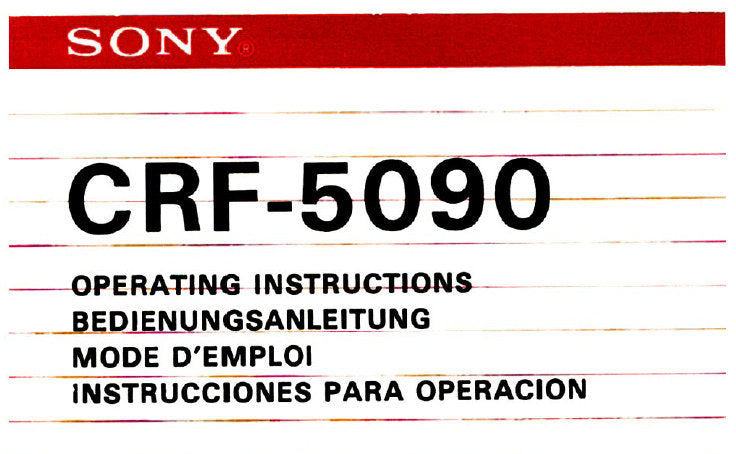 SONY®
CRF-5090
OPERATING INSTRUCTIONS
BEDIENUNGSANLEITUNG
MODE D'EMPLOI
INSTRUCCIONES PARA OPERACION